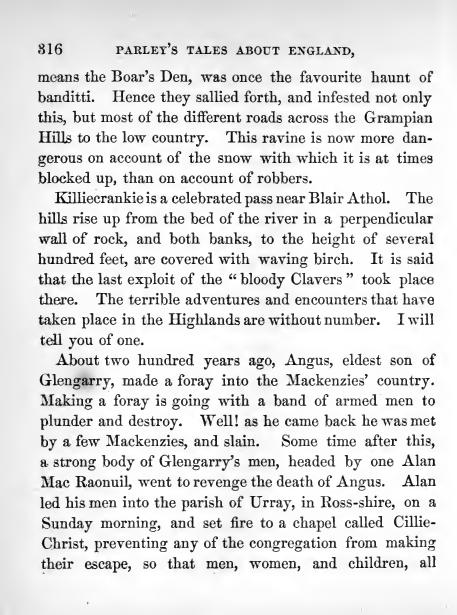 316 PARLEY'S TALES ABOUT ENGLAND,
means the Boar's Den, was once the favourite haunt of
banditti. Hence they sallied forth, and infested not only
this, but most of the different roads across the Grampian
Hills to the low country. This ravine is now more dan-
gerous on account of the snow with which it is at times
blocked up, than on account of robbers.
Killiecrankie is a celebrated pass near Blair Athol. The
hills rise up from the bed of the river in a perpendicular
wall of rock, and both banks, to the height of several
hundred feet, are covered with waving birch. It is said
that the last exploit of the "bloody Clavers" took place
there. The terrible adventures and encounters that have
taken place in the Highlands are without number. I will
tell you of one.
About two hundred years ago, Angus, eldest son of
Glengarry, made a foray into the Mackenzies' country.
Making a foray is going with a band of armed men to
plunder and destroy. Well! as he came back he was met
by a few Mackenzies, and slain. Some time after this,
a strong body of Glengarry's men, headed by one Alan
Mac Raonuil, went to revenge the death of Angus. Alan
led his men into the parish of Urray, in Ross-shire, on a
Sunday morning, and set fire to a chapel called Cillie-
Christ, preventing any of the congregation from making
their escape, so that men, women, and children, all